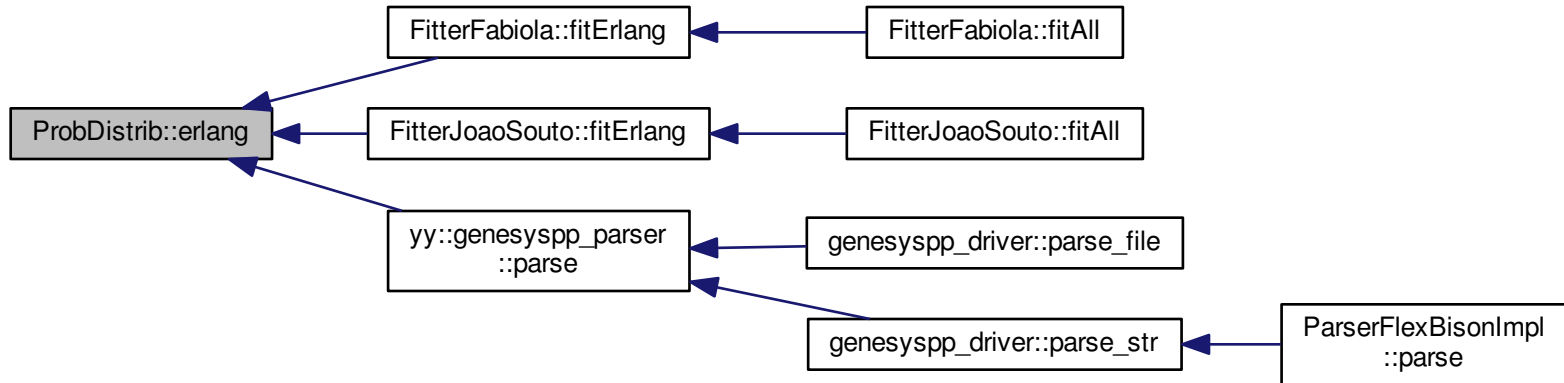 FitterFabiola::fitErlang
FitterFabiola::fitAll
ProbDistrib::erlang
FitterJoaoSouto::fitErlang
FitterJoaoSouto::fitAll
yy::genesyspp_parser
::parse
genesyspp_driver::parse_file
genesyspp_driver::parse_str
ParserFlexBisonImpl
::parse